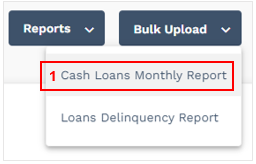 Reports Bulk Upload
1 Cash Loans Monthly Report
Loans Delinquency Report